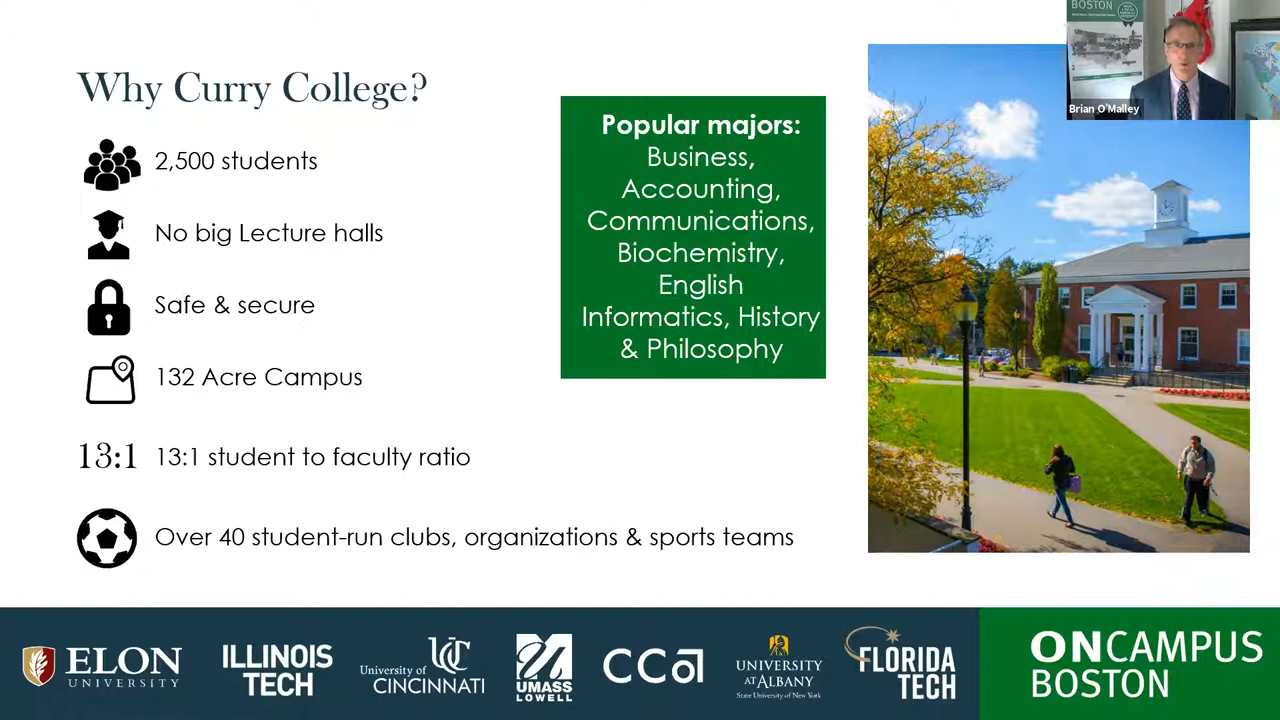 Why Curry College?
2,500 students
No big Lecture halls
Safe & secure
132 Acre Campus
13:1 13:1 student to faculty ratio
Over 40 student-run clubs, organizations & sports teams
Popular majors:
Business,
Accounting,
Communications,
Biochemistry,
English
Informatics, History
& Philosophy
BOSTON
Brian O'Malley
ELON
UNIVERSITY
ILLINOIS
TECH
UC
University of
CINCINNATI
UMASS
LOWELL
CCA
UNIVERSITY
AT ALBANY
State University of New York
FLORIDA
TECH
ONCAMPUS
BOSTON